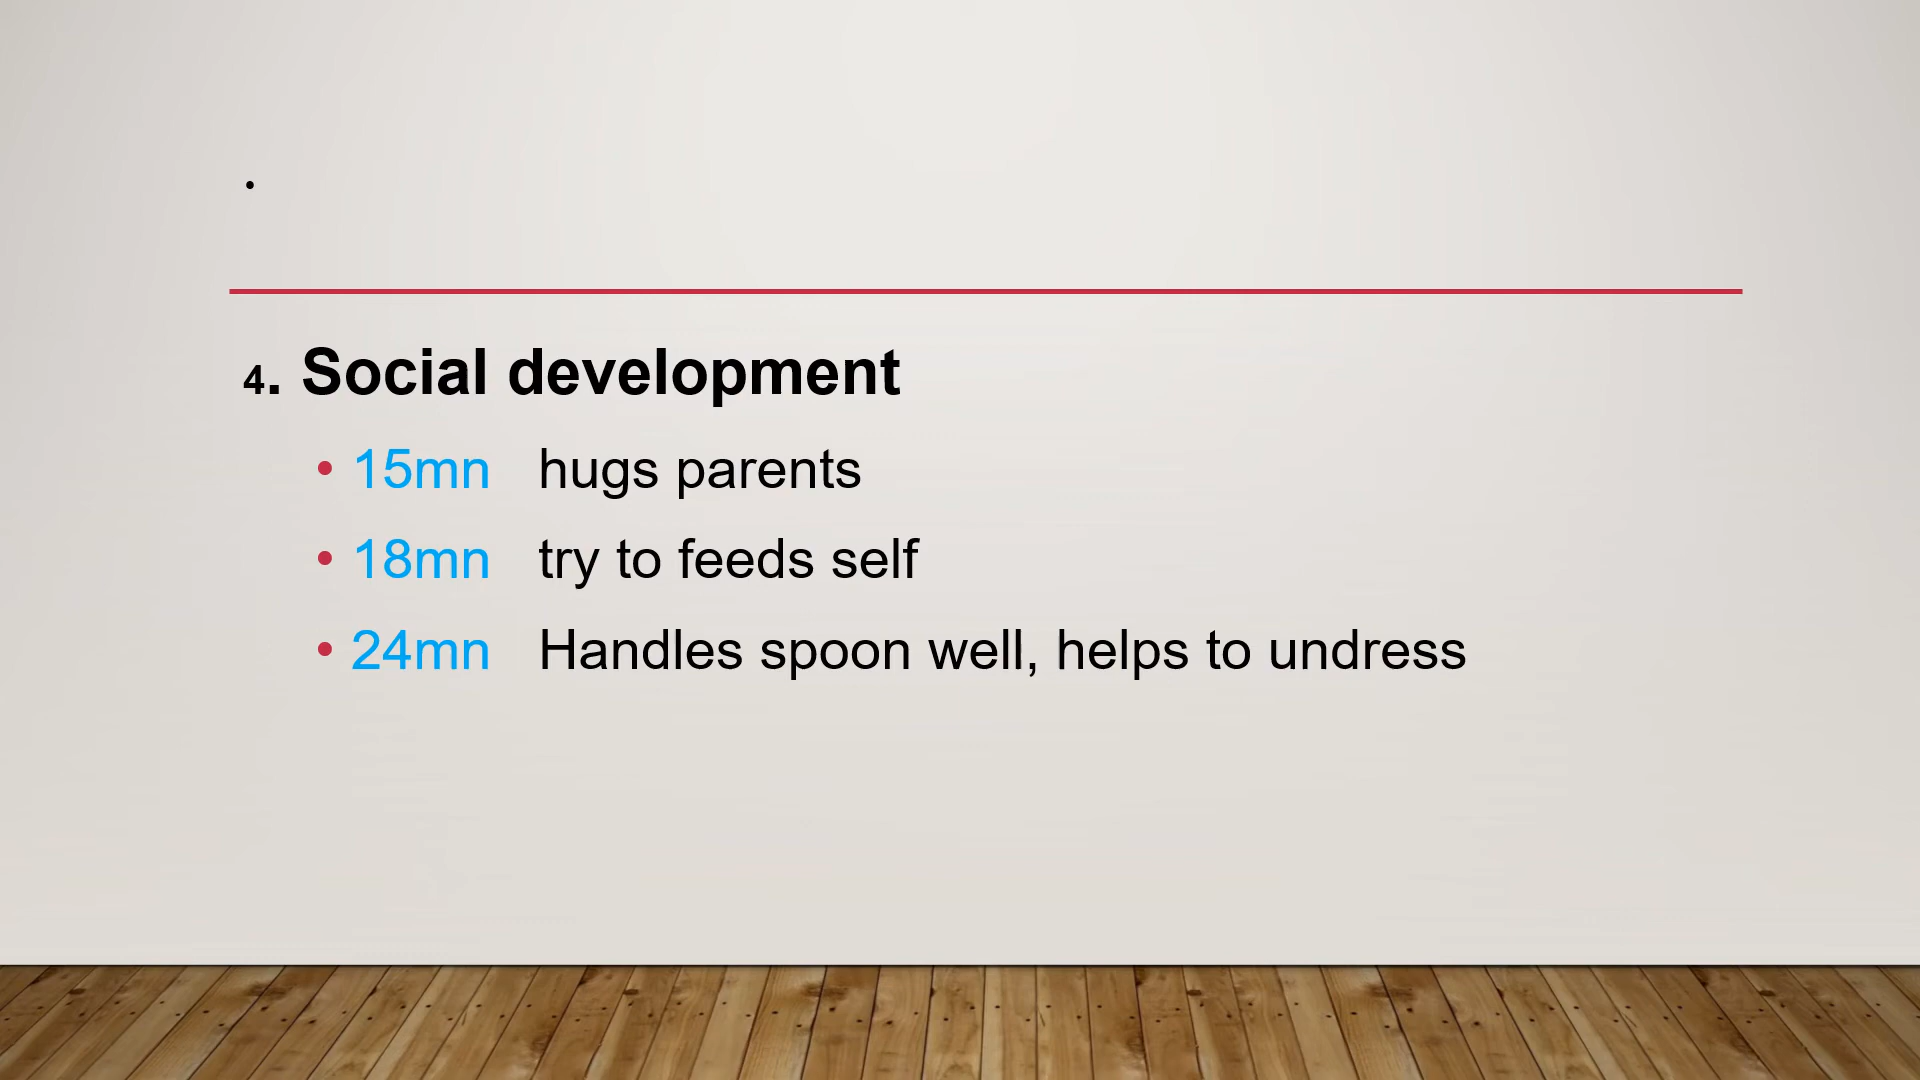 .
4. Social development
• 15mn hugs parents
• 18mn try to feeds self
• 24mn Handles spoon well, helps to undress